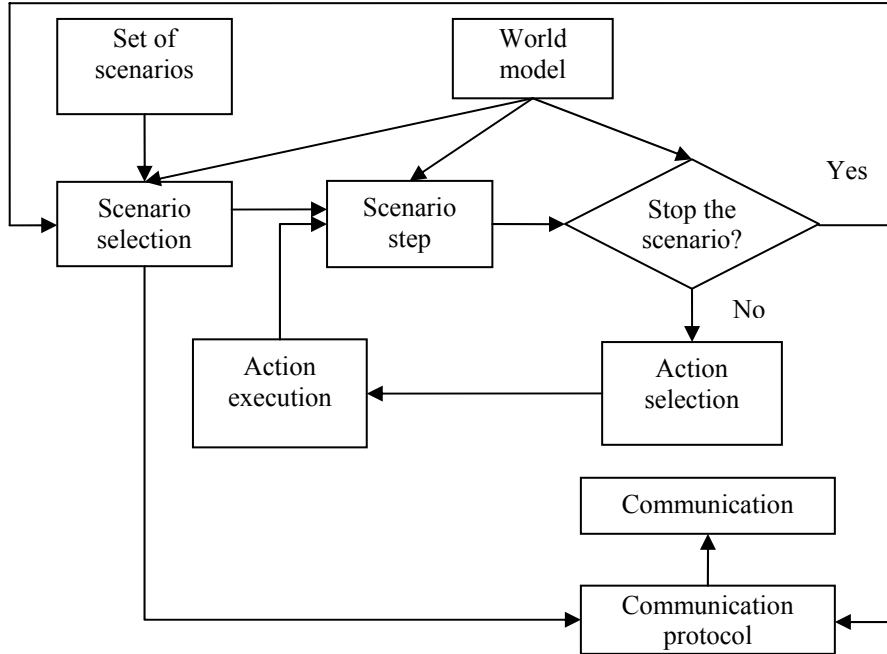 Set of
scenarios
World
model
Yes
Scenario
selection
Scenario
step
Stop the
scenario?
No
Action
execution
Action
selection
Communication
Communication
protocol